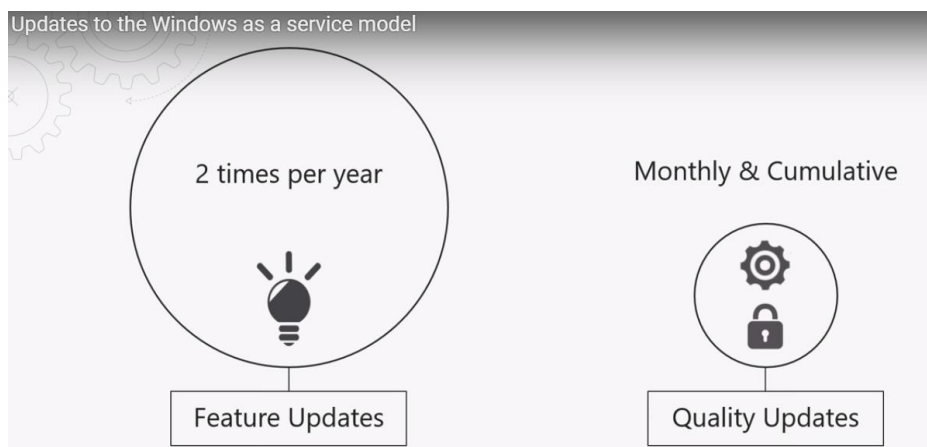 Updates to the Windows as a service model
2 times per year
Monthly & Cumulative
Feature Updates
Quality Updates